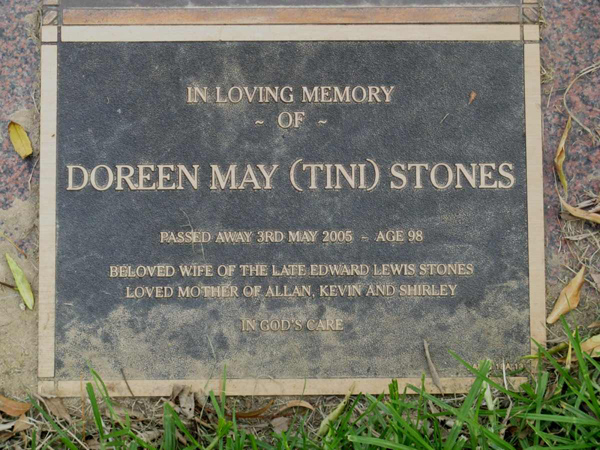 IN LOVING MEMORY
~ OF ~
DOREEN MAY (TINI) STONES
PASSED AWAY 3RD MAY 2005 ~ AGE 98
BELOVED WIFE OF THE LATE EDWARD LEWIS STONES
LOVED MOTHER OF ALLAN, KEVIN AND SHIRLEY
IN GOD'S CARE